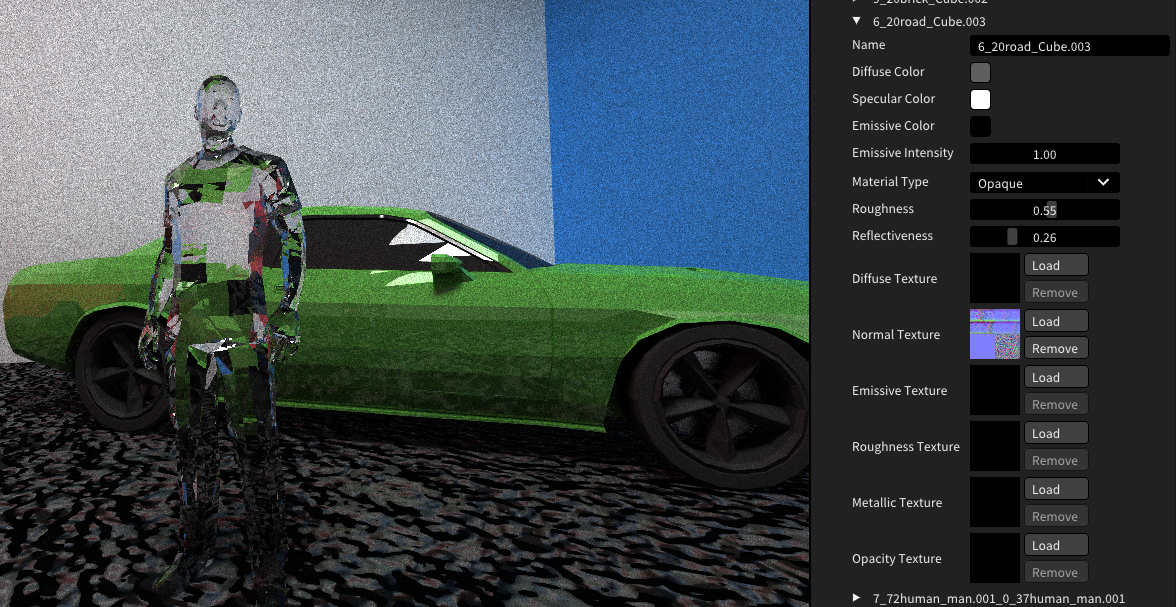 9_20brick_Cube.002
6_20road_Cube.003
Name 6_20road_Cube.003
Diffuse Color
Specular Color
Emissive Color
Emissive Intensity 1.00
Material Type Opaque
Roughness 0.55
Reflectiveness 0.26
Diffuse Texture Load Remove
Normal Texture Load Remove
Emissive Texture Load Remove
Roughness Texture Load Remove
Metallic Texture Load Remove
Opacity Texture Load Remove
7_72human_man.001_0_37human_man.001